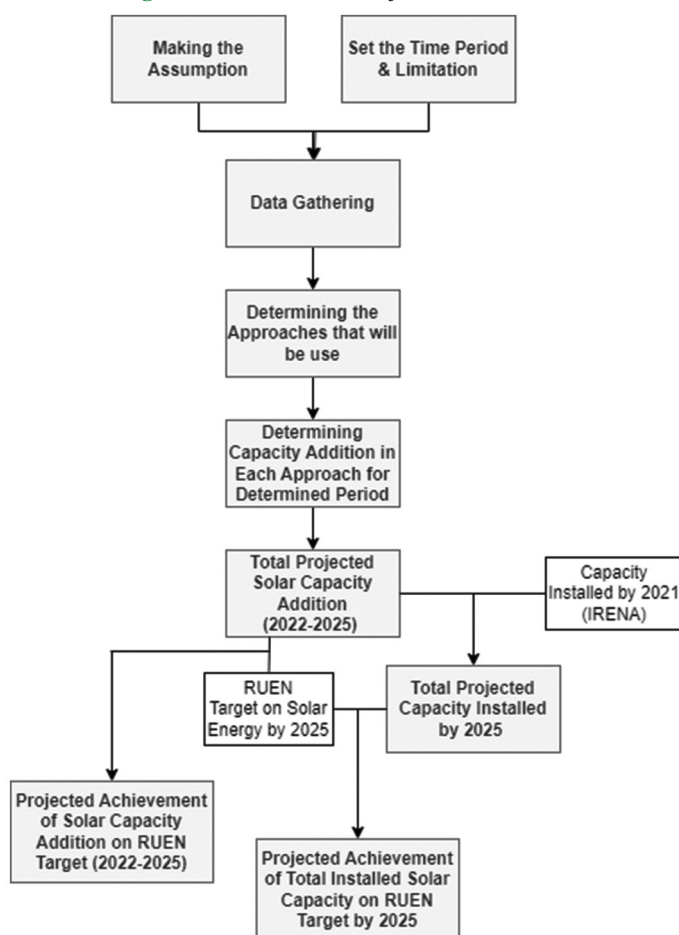 Making the
Assumption
Set the Time Period
& Limitation
Data Gathering
Determining the
Approaches that will
be use
Determining
Capacity Addition in
Each Approach for
Determined Period
Total Projected
Solar Capacity
Addition
(2022-2025)
Capacity
Installed by 2021
(IRENA)
RUEN
Target on Solar
Energy by 2025
Total Projected
Capacity Installed
by 2025
Projected Achievement
of Solar Capacity
Addition on RUEN
Target (2022-2025)
Projected Achievement
of Total Installed Solar
Capacity on RUEN
Target by 2025